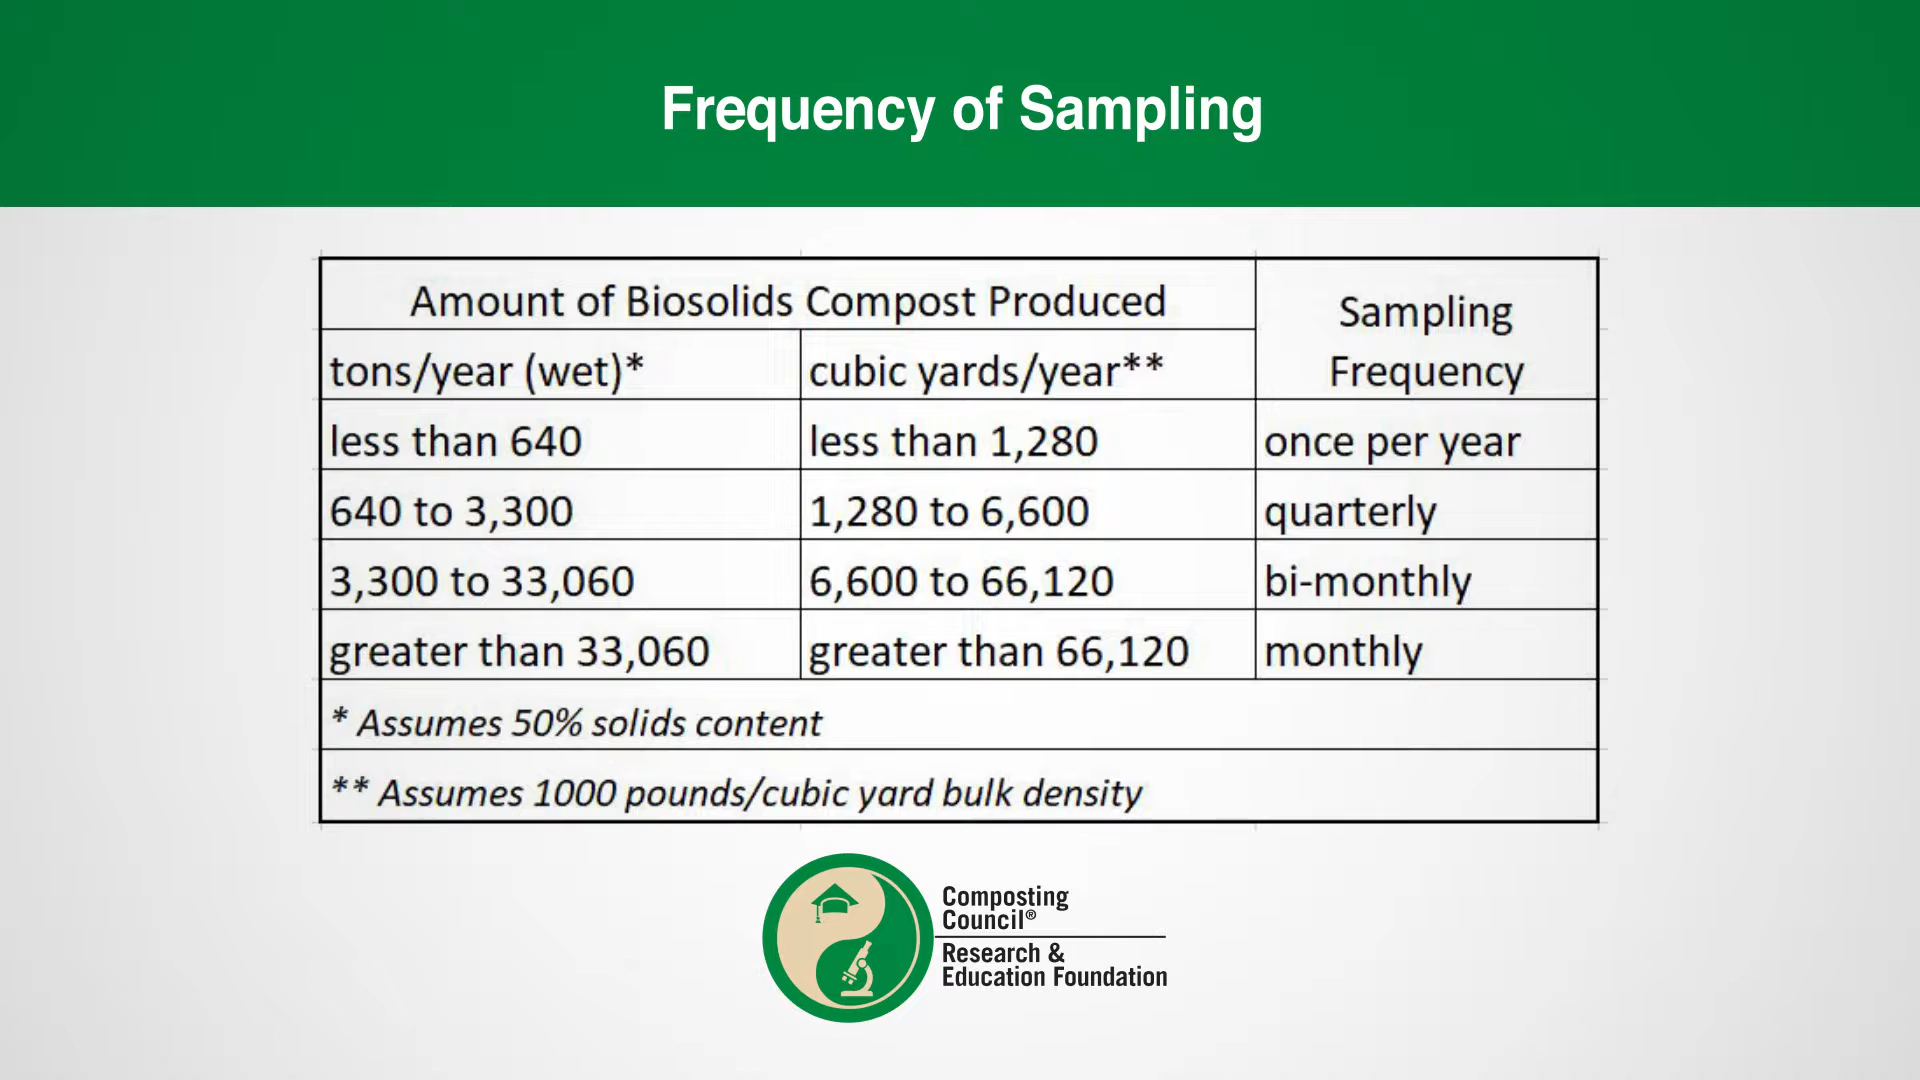 Frequency of Sampling
Amount of Biosolids Compost Produced
Sampling
Frequency
tons/year (wet)*
cubic yards/year**
less than 640
less than 1,280
once per year
640 to 3,300
1,280 to 6,600
quarterly
3,300 to 33,060
6,600 to 66,120
bi-monthly
greater than 33,060
greater than 66,120
monthly
* Assumes 50% solids content
** Assumes 1000 pounds/cubic yard bulk density
Composting
Council®
Research &
Education Foundation